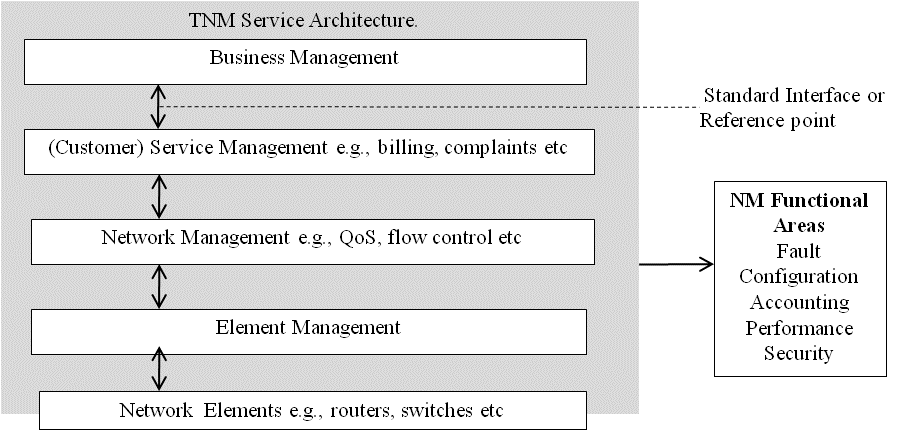 TNM Service Architecture.
Business Management
Standard Interface or
Reference point
(Customer) Service Management e.g., billing, complaints etc
Network Management e.g., QoS, flow control etc
Element Management
Network Elements e.g., routers, switches etc
NM Functional
Areas
Fault
Configuration
Accounting
Performance
Security